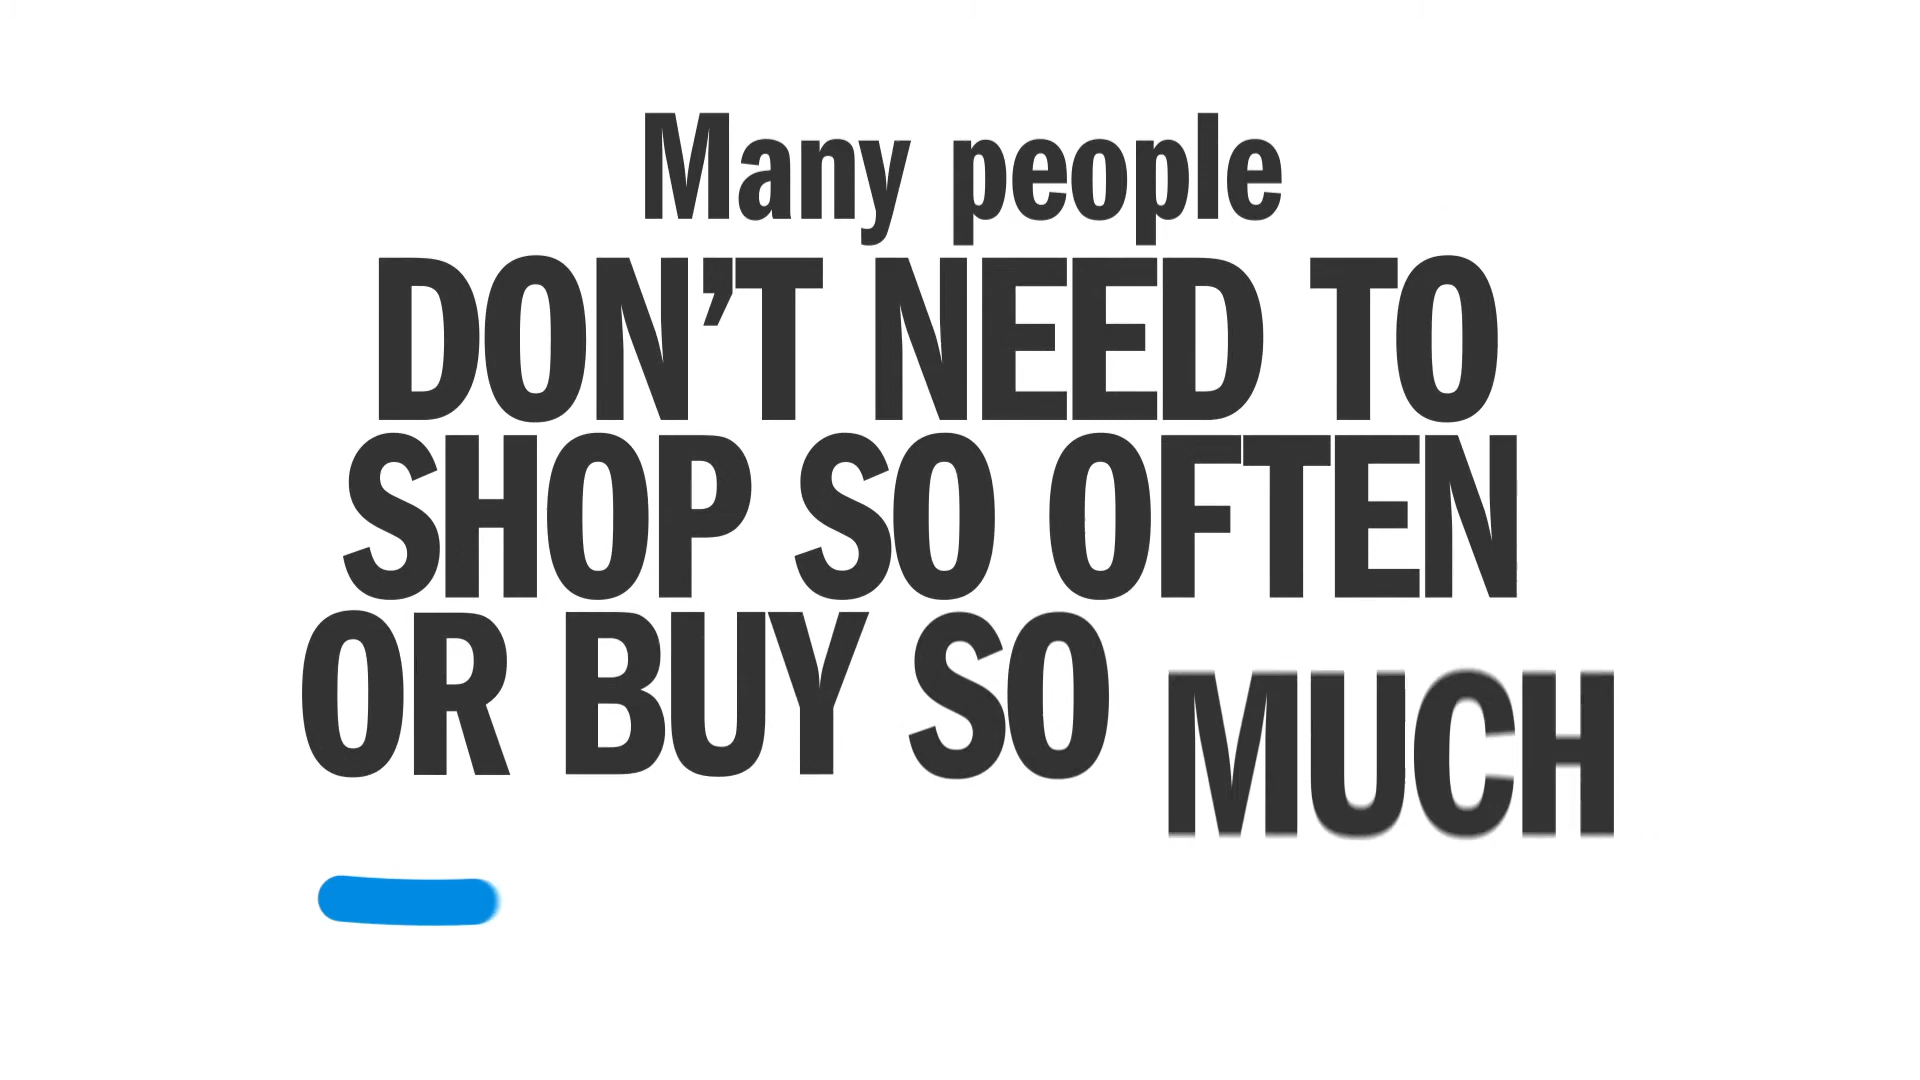 Many people
DON’T NEED TO
SHOP SO OFTEN
OR BUY SO MUCH